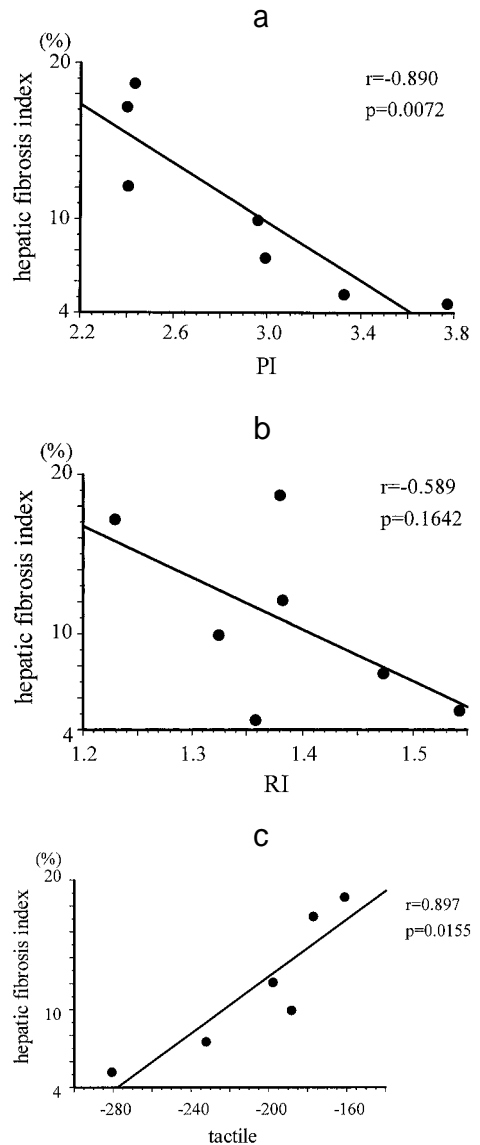 a
(%)
20
r=-0.890
p=0.0072
hepatic fibrosis index
10
4
2.2 2.6 3.0 3.4 3.8
PI
b
(%)
20
r=-0.589
p=0.1642
hepatic fibrosis index
10
4
1.2 1.3 1.4 1.5
RI
c
(%)
20
r=0.897
p=0.0155
hepatic fibrosis index
10
4
-280 -240 -200 -160
tactile